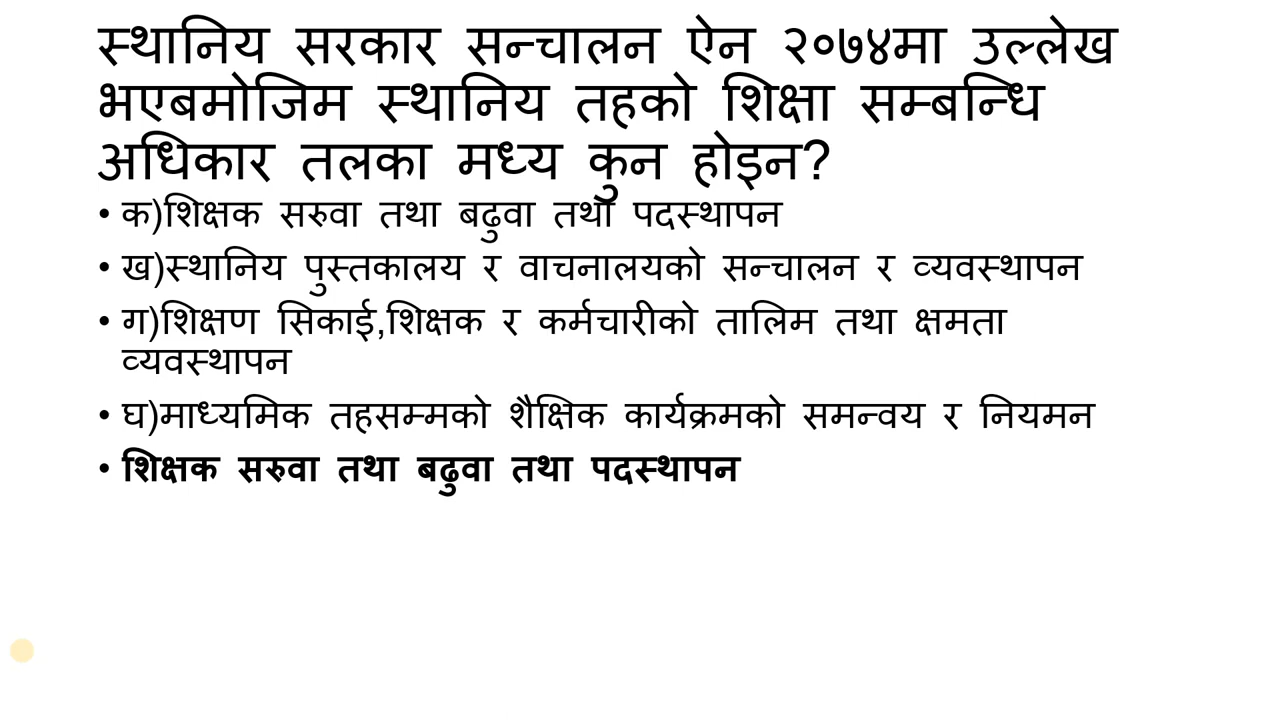 स्थानिय सरकार सन्चालन ऐन २०७४मा उल्लेख
भएबमोजिम स्थानिय तहको शिक्षा सम्बन्धि
अधिकार तलका मध्य कुन होइन?
• क)शिक्षक सरुवा तथा बढुवा तथा पदस्थापन
• ख)स्थानिय पुस्तकालय र वाचनालयको सन्चालन र व्यवस्थापन
• ग)शिक्षण सिकाई,शिक्षक र कर्मचारीको तालिम तथा क्षमता
व्यवस्थापन
• घ)माध्यमिक तहसम्मको शैक्षिक कार्यक्रमको समन्वय र नियमन
• शिक्षक सरुवा तथा बढुवा तथा पदस्थापन